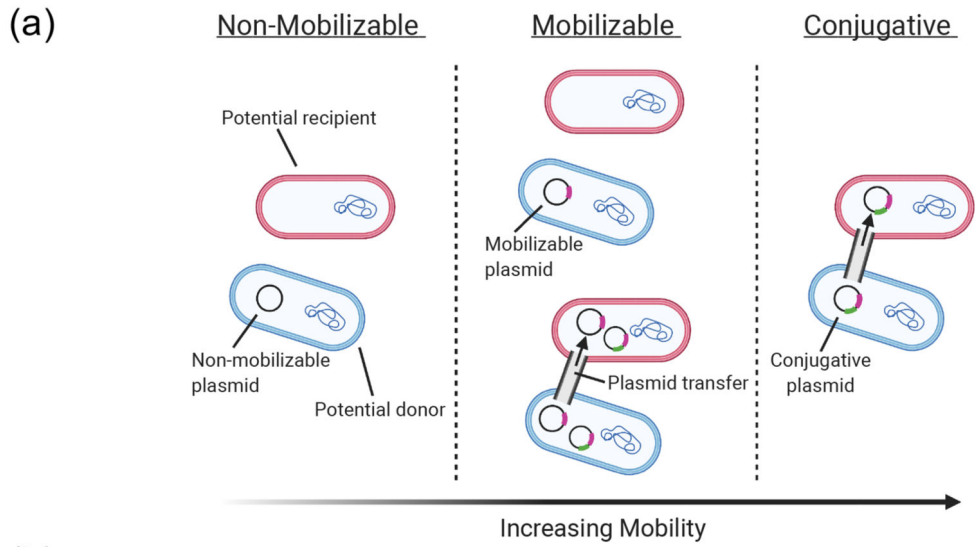 (a)
Non-Mobilizable
Mobilizable
Conjugative
Potential recipient
Mobilizable
plasmid
Non-mobilizable
plasmid
Potential donor
Plasmid transfer
Conjugative
plasmid
Increasing Mobility